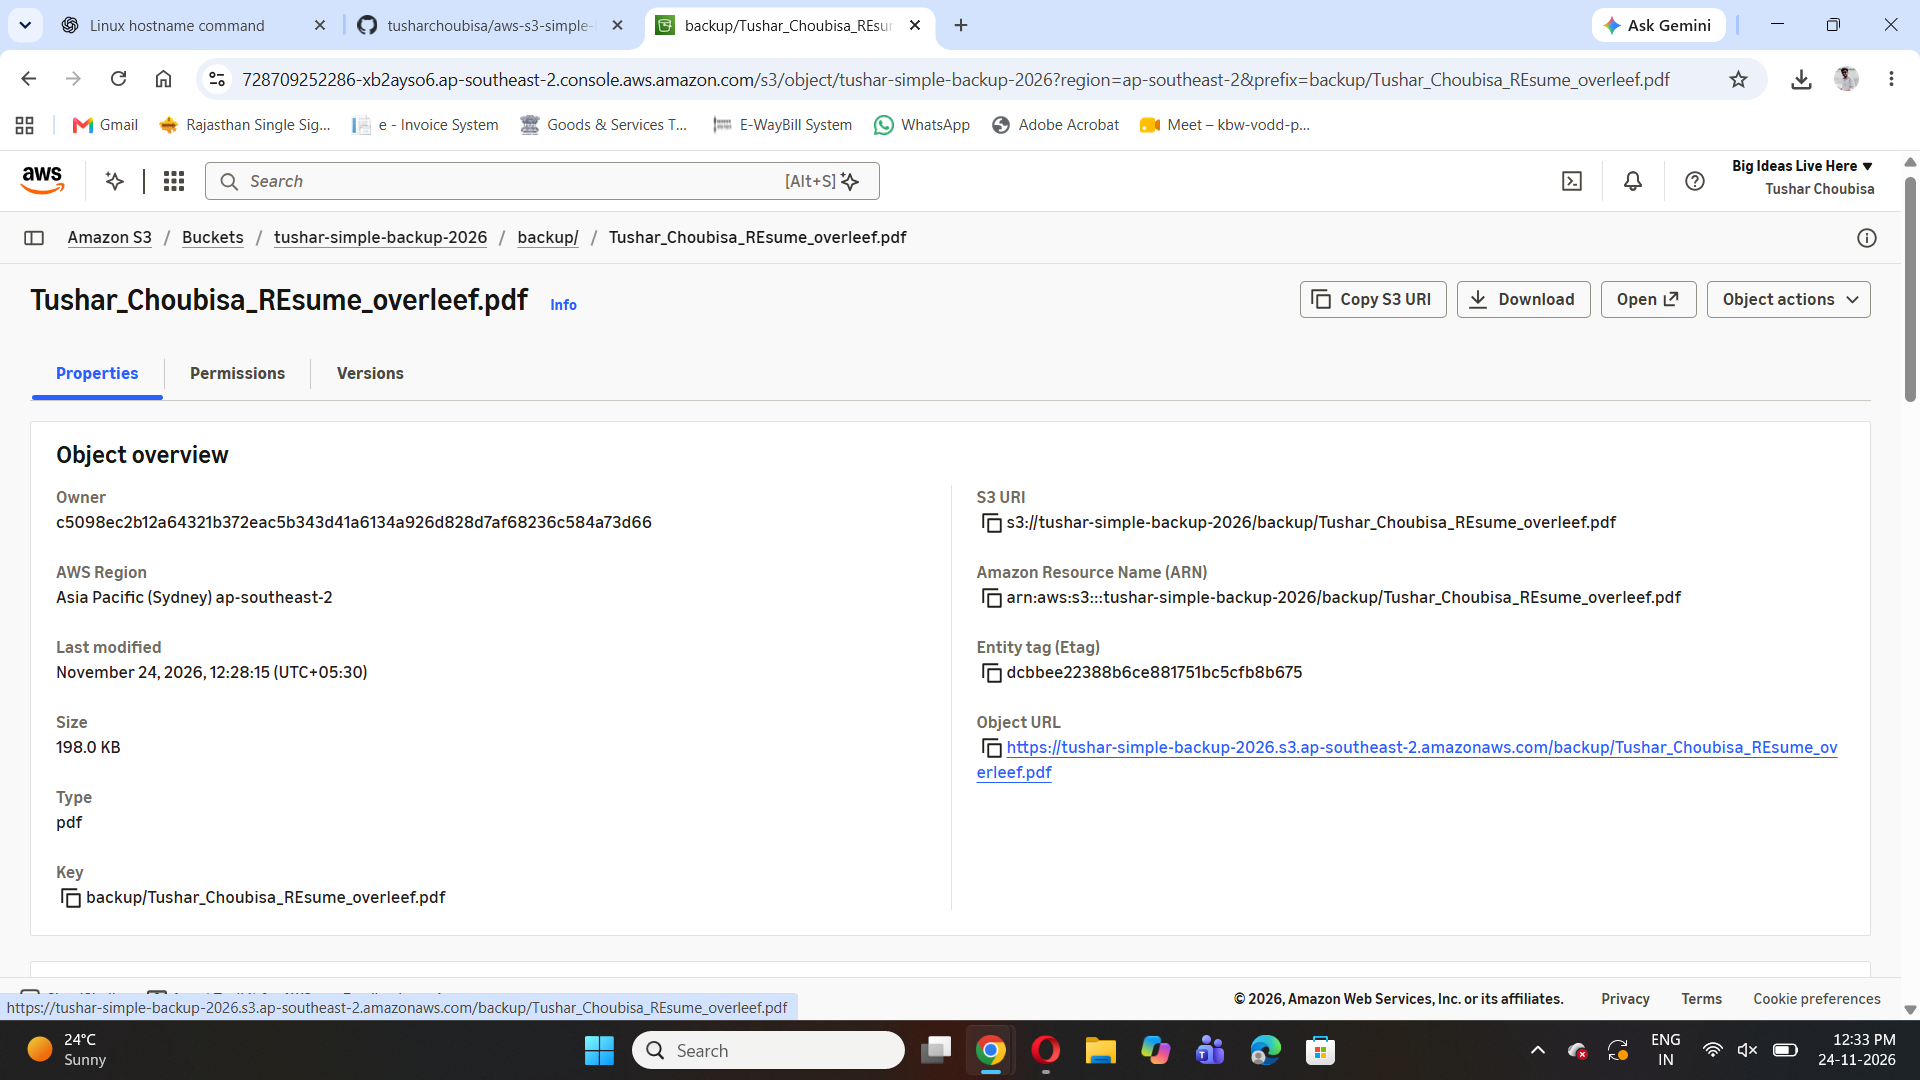 Linux hostname command
tusharchoubisa/aws-s3-simple-
backup/Tushar_Choubisa_REsur
Ask Gemini
728709252286-xb2ayso6.ap-southeast-2.console.aws.amazon.com/s3/object/tushar-simple-backup-2026?region=ap-southeast-2&prefix=backup/Tushar_Choubisa_REsume_overleef.pdf
Gmail
Rajasthan Single Sig...
e - Invoice System
Goods & Services T...
E-WayBill System
WhatsApp
Adobe Acrobat
Meet – kbw-vodd-p...
aws
Search
[Alt+S]
Big Ideas Live Here
Tushar Choubisa
Amazon S3 / Buckets / tushar-simple-backup-2026 / backup/ / Tushar_Choubisa_REsume_overleef.pdf
Tushar_Choubisa_REsume_overleef.pdf
Info
Copy S3 URI
Download
Open
Object actions
Properties
Permissions
Versions
Object overview
Owner
c5098ec2b12a64321b372eac5b343d41a6134a926d828d7af68236c584a73d66
AWS Region
Asia Pacific (Sydney) ap-southeast-2
Last modified
November 24, 2026, 12:28:15 (UTC+05:30)
Size
198.0 KB
Type
pdf
Key
backup/Tushar_Choubisa_REsume_overleef.pdf
S3 URI
s3://tushar-simple-backup-2026/backup/Tushar_Choubisa_REsume_overleef.pdf
Amazon Resource Name (ARN)
arn:aws:s3:::tushar-simple-backup-2026/backup/Tushar_Choubisa_REsume_overleef.pdf
Entity tag (Etag)
dcbbee22388b6ce881751bc5cfb8b675
Object URL
https://tushar-simple-backup-2026.s3.ap-southeast-2.amazonaws.com/backup/Tushar_Choubisa_REsume_ov
erleef.pdf
https://tushar-simple-backup-2026.s3.ap-southeast-2.amazonaws.com/backup/Tushar_Choubisa_REsume_overleef.pdf
© 2026, Amazon Web Services, Inc. or its affiliates.
Privacy
Terms
Cookie preferences
24°C
Sunny
Search
ENG
IN
12:33 PM
24-11-2026